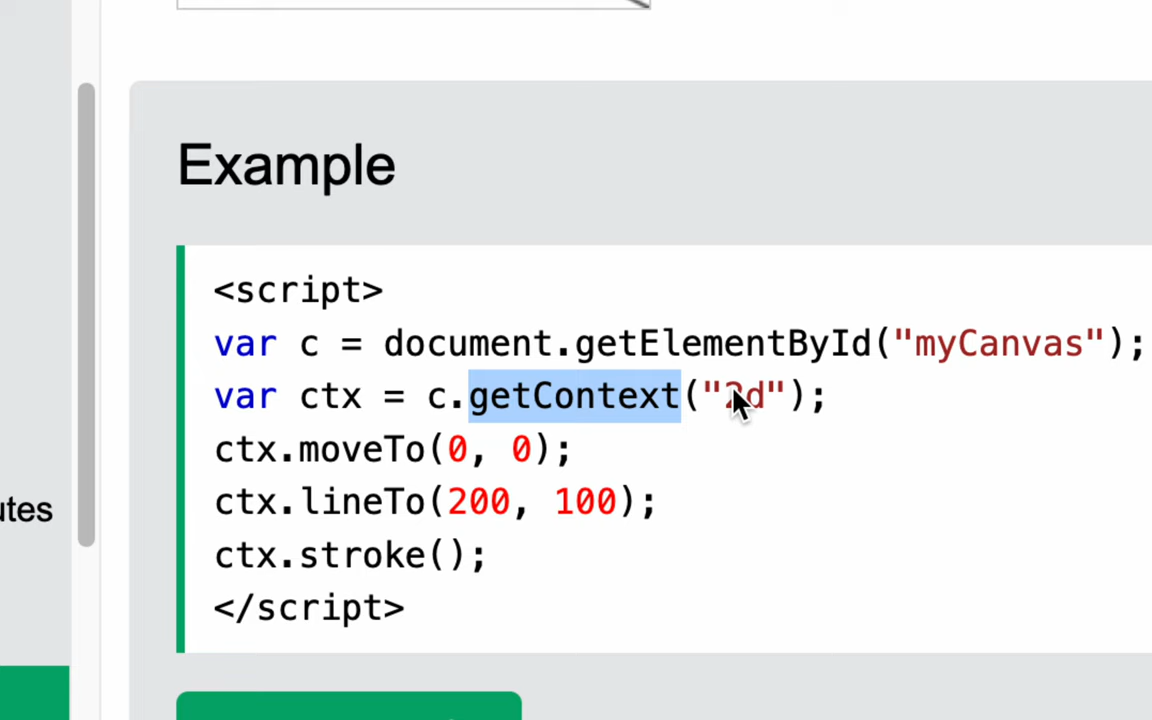 Example
<script>
var c = document.getElementById("myCanvas");
var ctx = c.getContext("2d");
ctx.moveTo(0, 0);
ctx.lineTo(200, 100);
ctx.stroke();
</script>
utes